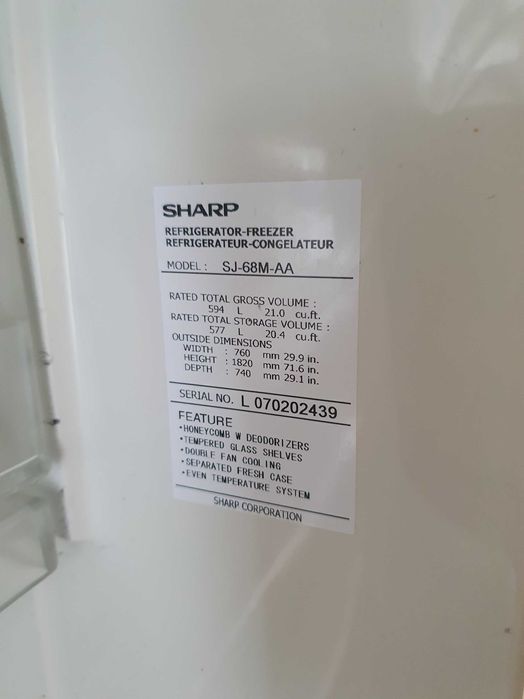 SHARP
REFRIGERATOR-FREEZER
REFRIGERATEUR-CONGELATEUR
MODEL : SJ-68M-AA
RATED TOTAL GROSS VOLUME :
594 L 21.0 cu.ft.
RATED TOTAL STORAGE VOLUME :
577 L 20.4 cu.ft.
OUTSIDE DIMENSIONS
WIDTH : 760 mm 29.9 in.
HEIGHT : 1820 mm 71.6 in.
DEPTH : 740 mm 29.1 in.
SERIAL NO. L 070202439
FEATURE
•HONEYCOMB W DEODORIZERS
•TEMPERED GLASS SHELVES
•DOUBLE FAN COOLING
•SEPARATED FRESH CASE
•EVEN TEMPERATURE SYSTEM
SHARP CORPORATION